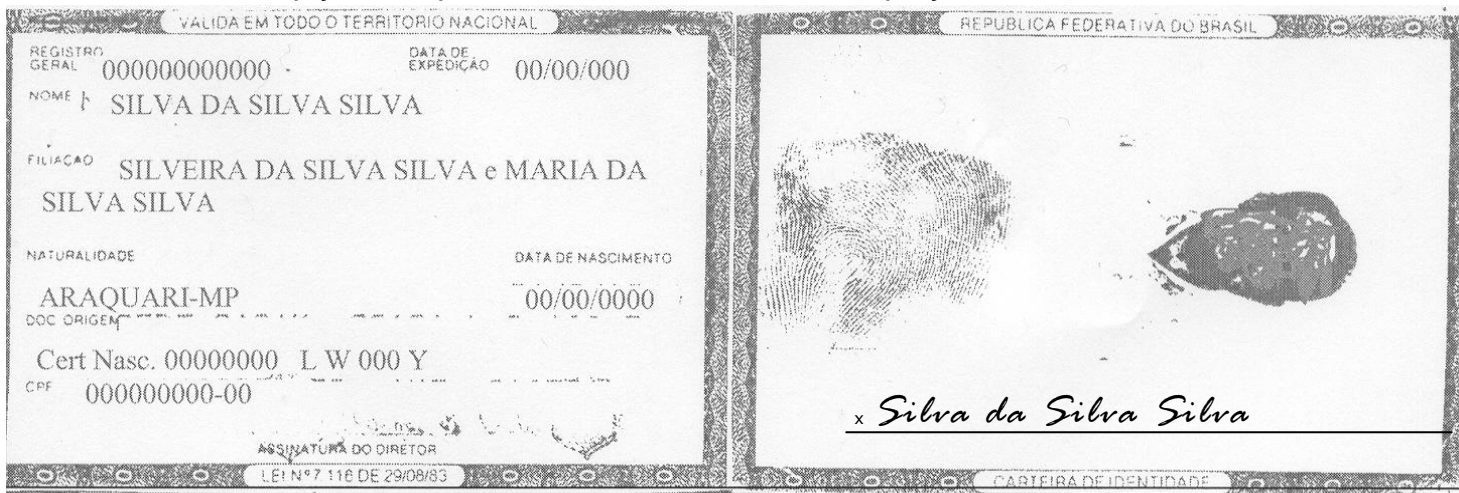 VALIDA EM TODO O TERRITORIO NACIONAL
REGISTRO GERAL 000000000000
DATA DE EXPEDIÇÃO 00/00/000
NOME SILVA DA SILVA SILVA
FILIAÇAO SILVEIRA DA SILVA SILVA e MARIA DA
SILVA SILVA
NATURALIDADE
DATA DE NASCIMENTO
ARAQUARI-MP
00/00/0000
DOC ORIGEM
Cert Nasc. 00000000 L W 000 Y
CPF 000000000-00
ASSINATURA DO DIRETOR
LEI Nº 7.116 DE 29/08/83
REPUBLICA FEDERATIVA DO BRASIL
x Silva da Silva Silva
CARTEIRA DE IDENTIDADE